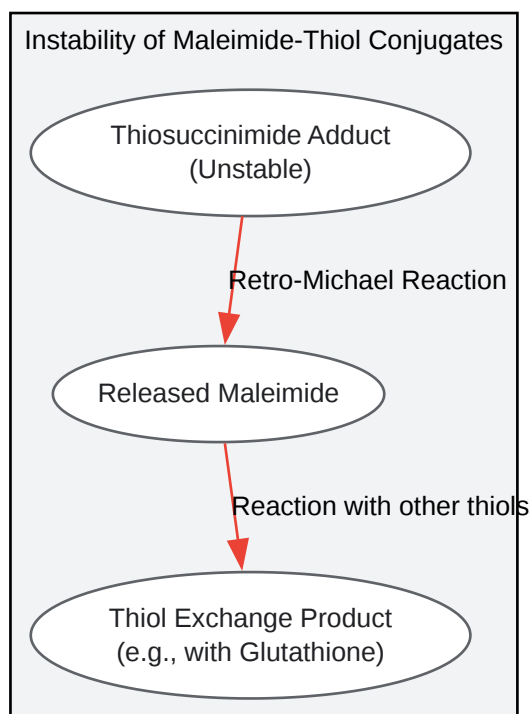 Instability of Maleimide-Thiol Conjugates
Thiosuccinimide Adduct
(Unstable)
Retro-Michael Reaction
Released Maleimide
Reaction with other thiols
Thiol Exchange Product
(e.g., with Glutathione)